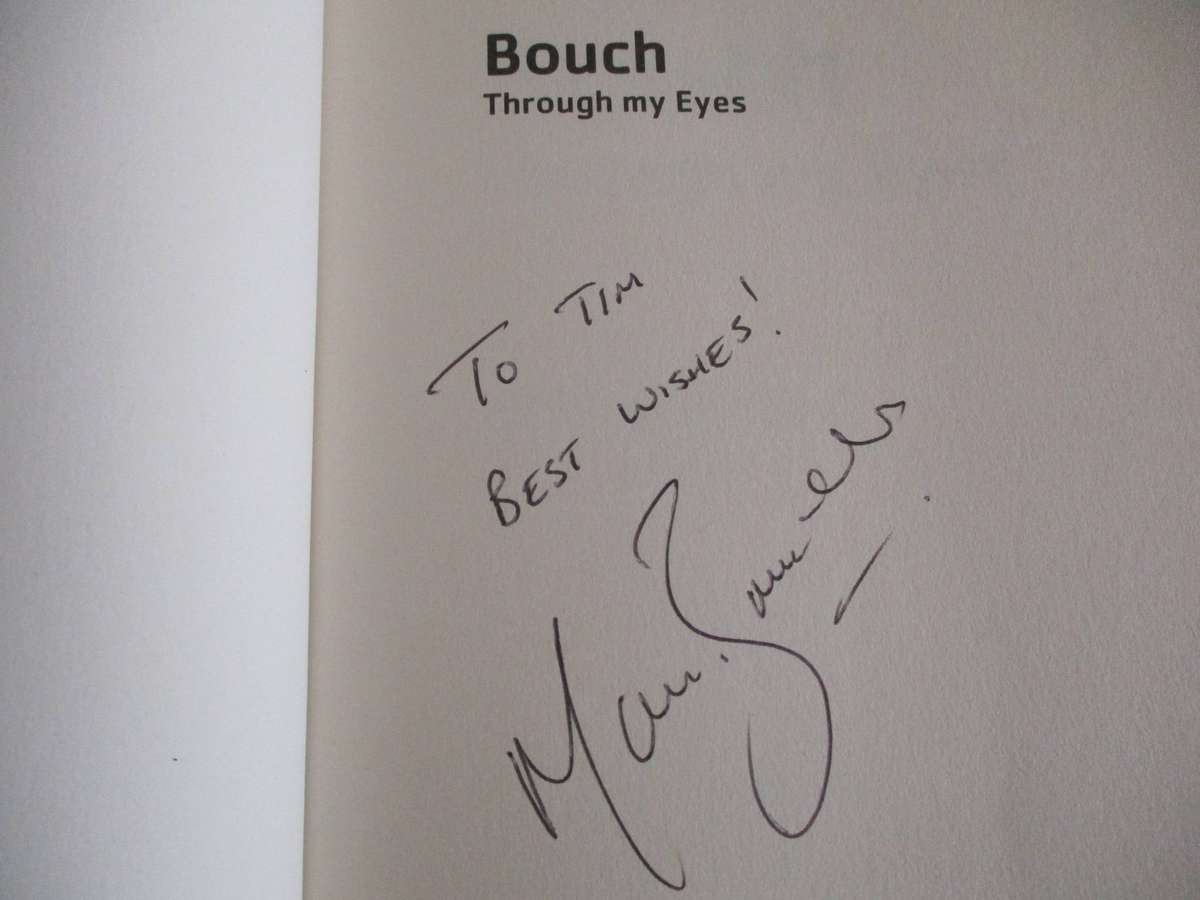 Bouch
Through my Eyes
To TIM
BEST WISHES!